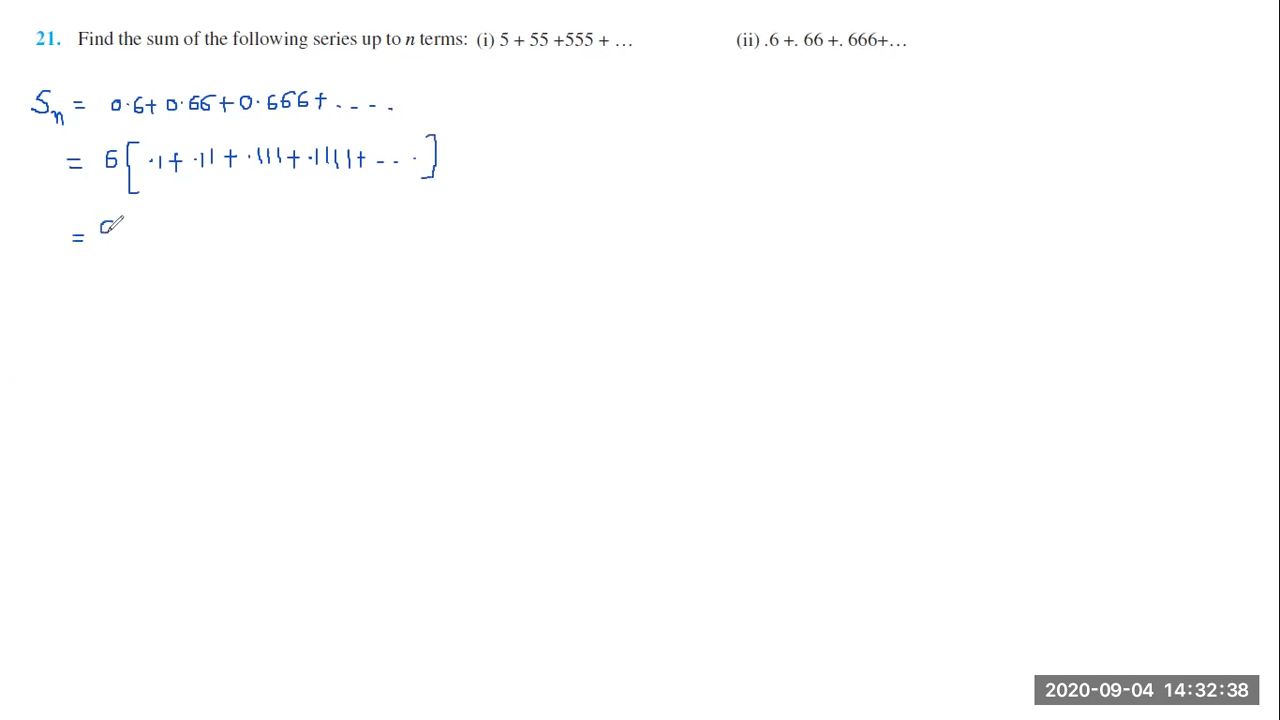 21. Find the sum of the following series up to n terms: (i) 5 + 55 +555 + … (ii) .6 +. 66 +. 666+…
Sn = 0.6+ 0.66+0.666+ ....
= 6[ .1+ .11 + .111+.1111+ ... ]
=
2020-09-04 14:32:38